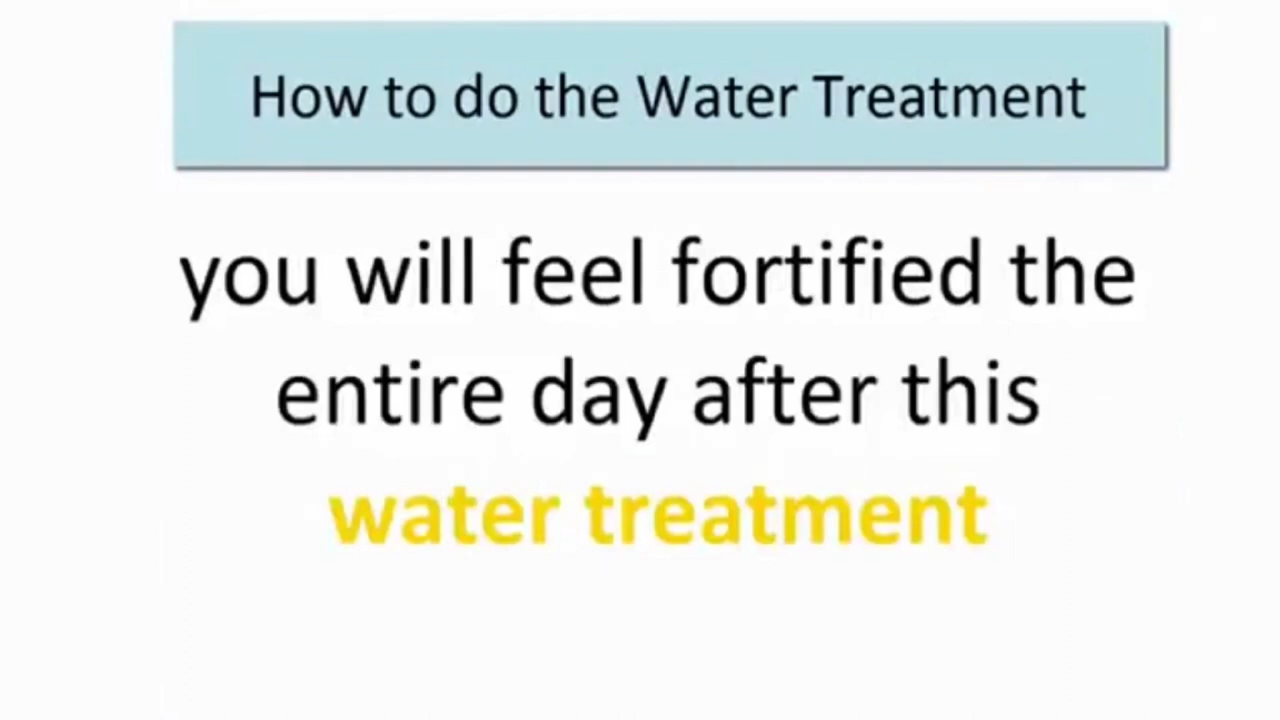 How to do the Water Treatment
you will feel fortified the
entire day after this
water treatment